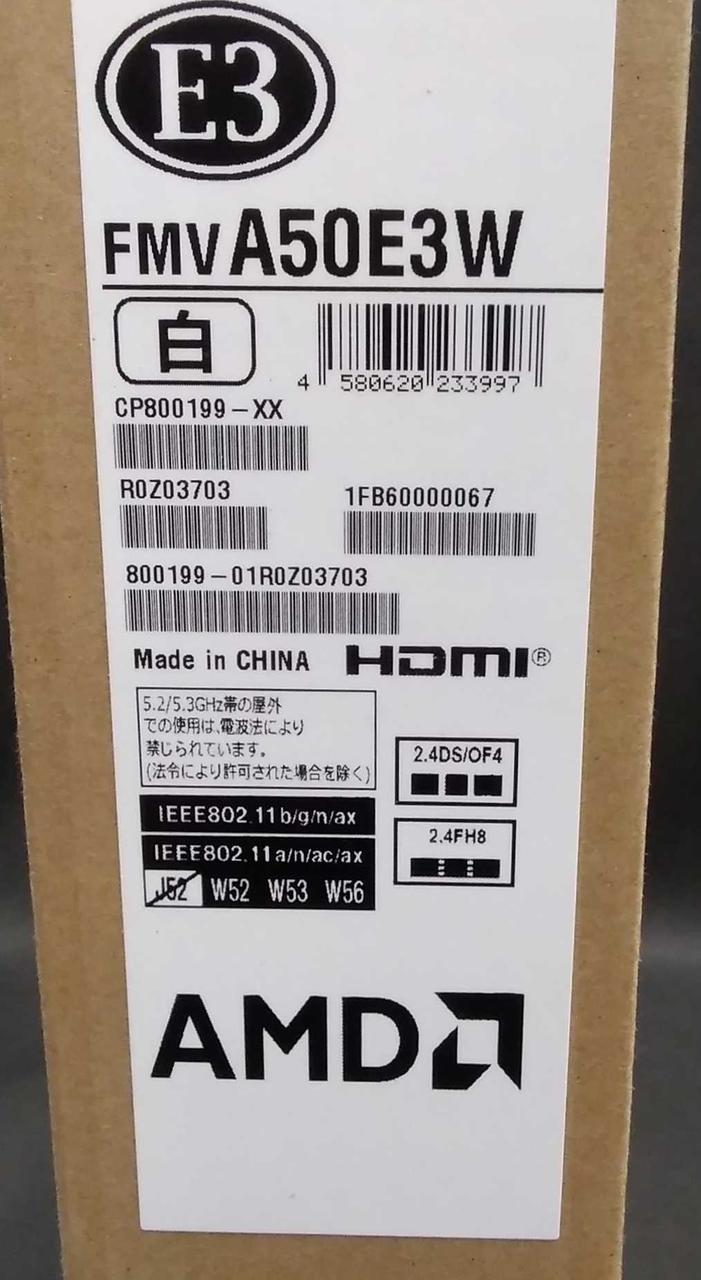 E3
FMVA50E3W
白
4 580620 233997
CP800199-XX
R0Z03703
1FB60000067
800199-01R0Z03703
Made in CHINA
HDMI®
5.2/5.3GHz帯の屋外
での使用は、電波法により
禁じられています。
(法令により許可された場合を除く)
2.4DS/OF4
IEEE802.11b/g/n/ax
2.4FH8
IEEE802.11a/n/ac/ax
J52 W52 W53 W56
AMD